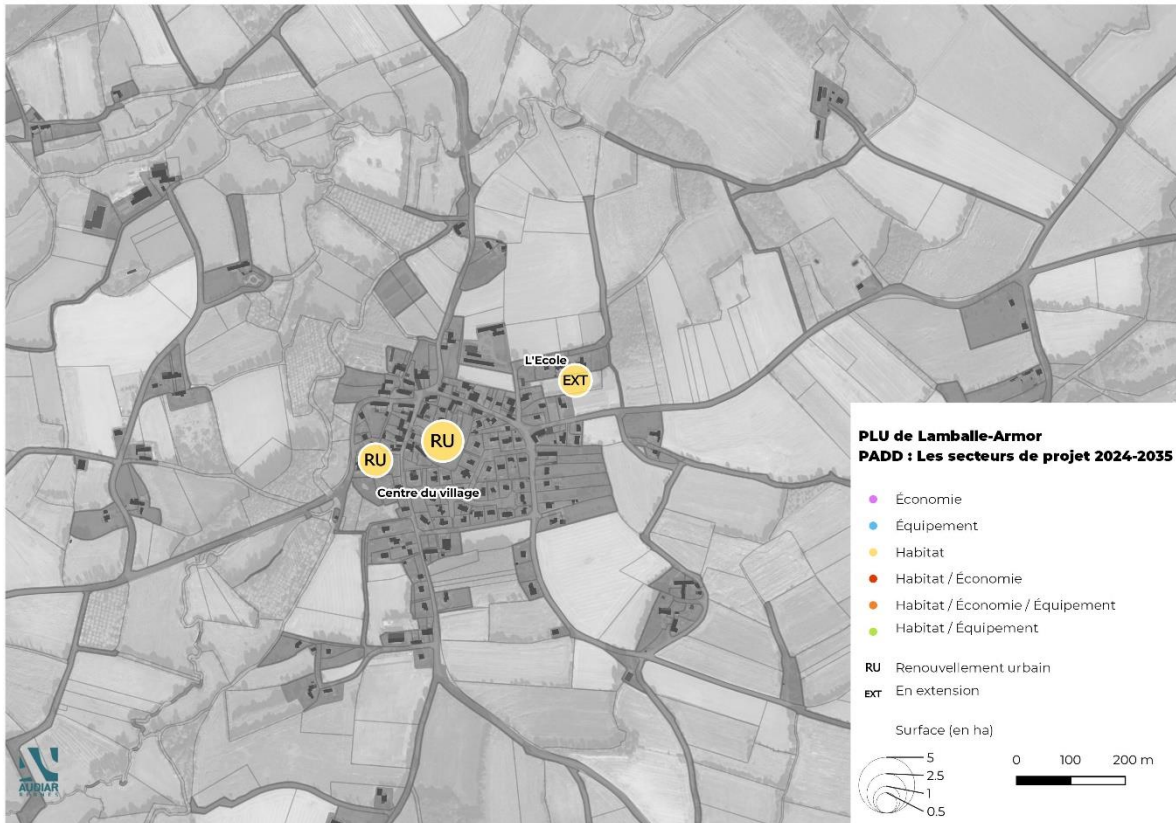 L'Ecole
EXT
RU
RU
Centre du village
PLU de Lamballe-Armor
PADD : Les secteurs de projet 2024-2035
Économie
Équipement
Habitat
Habitat / Économie
Habitat / Économie / Équipement
Habitat / Équipement
RU Renouvellement urbain
EXT En extension
Surface (en ha)
5
2.5
1
0.5
0 100 200 m
AUDIAR
RENNES